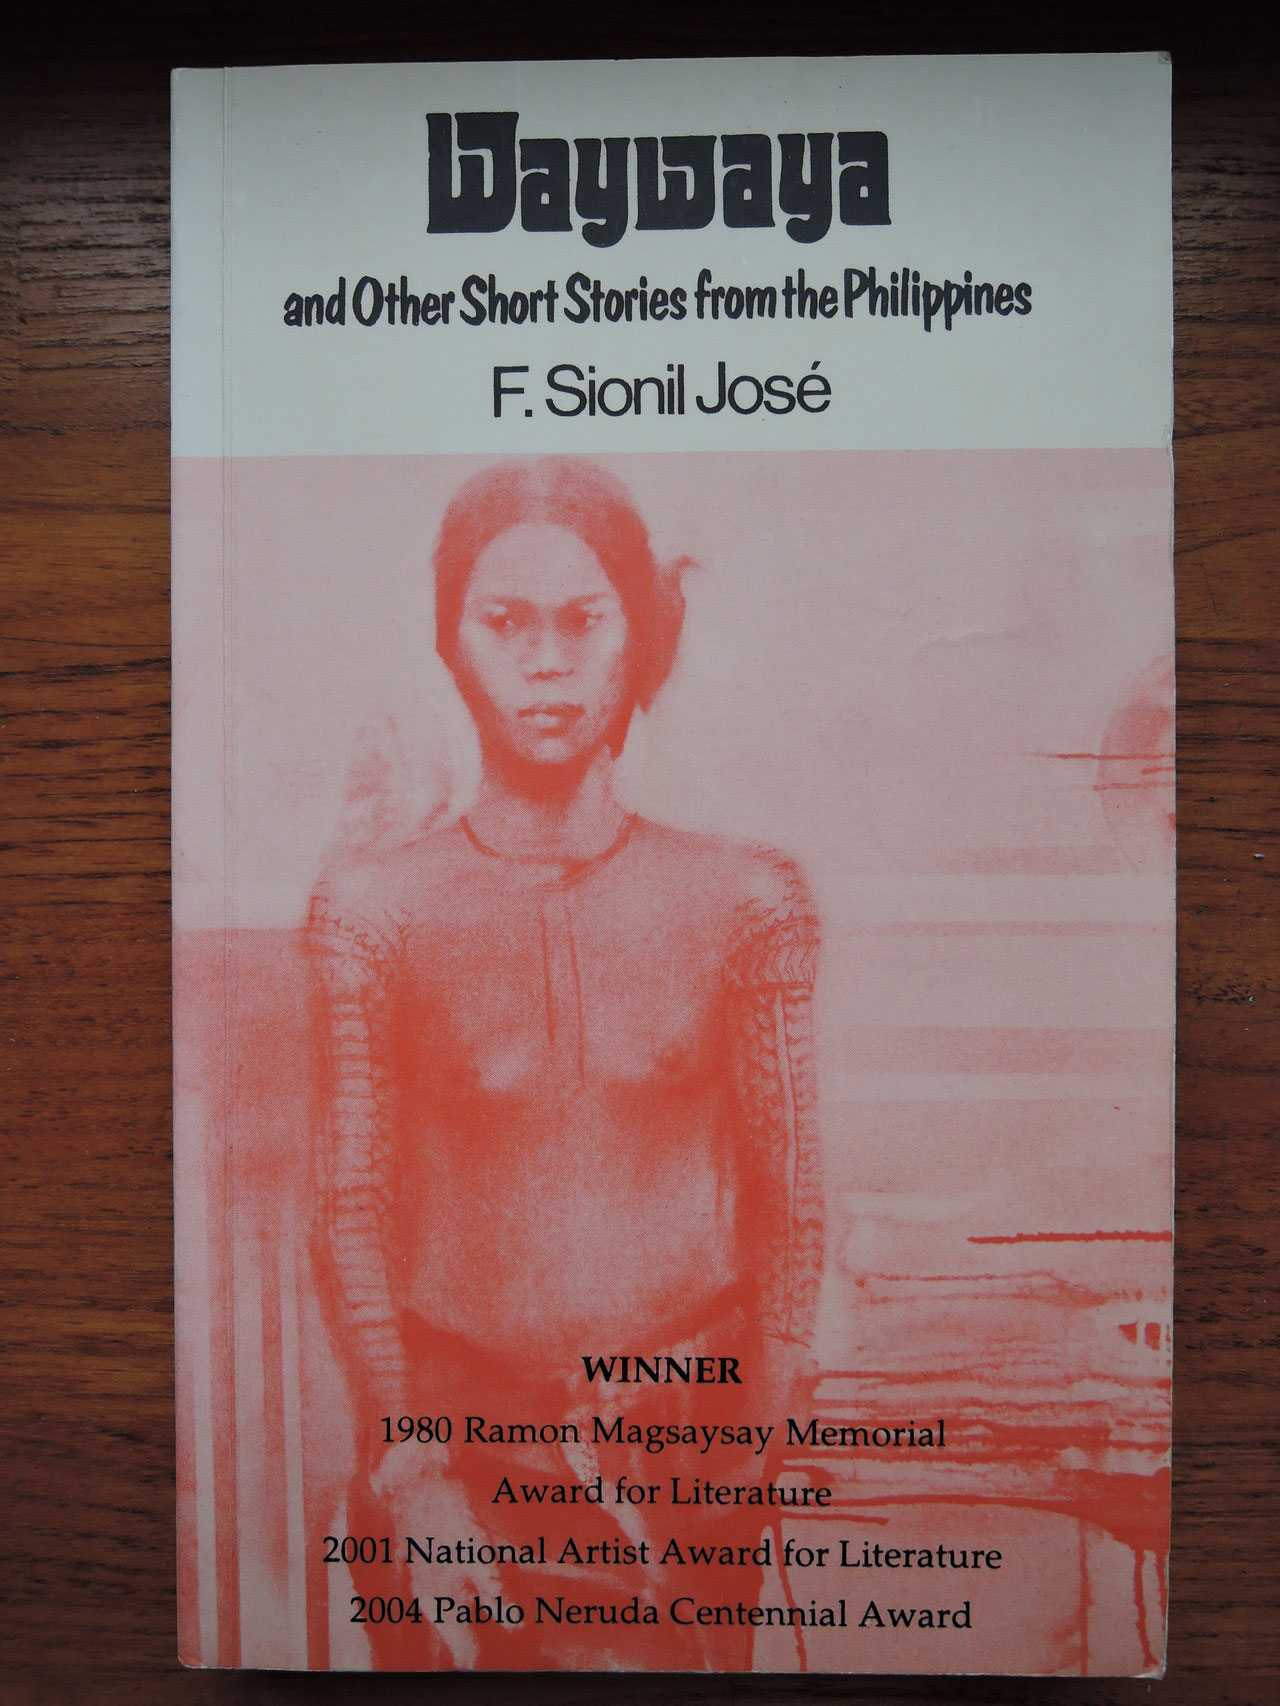 Waywaya
and Other Short Stories from the Philippines
F. Sionil José
WINNER
1980 Ramon Magsaysay Memorial
Award for Literature
2001 National Artist Award for Literature
2004 Pablo Neruda Centennial Award